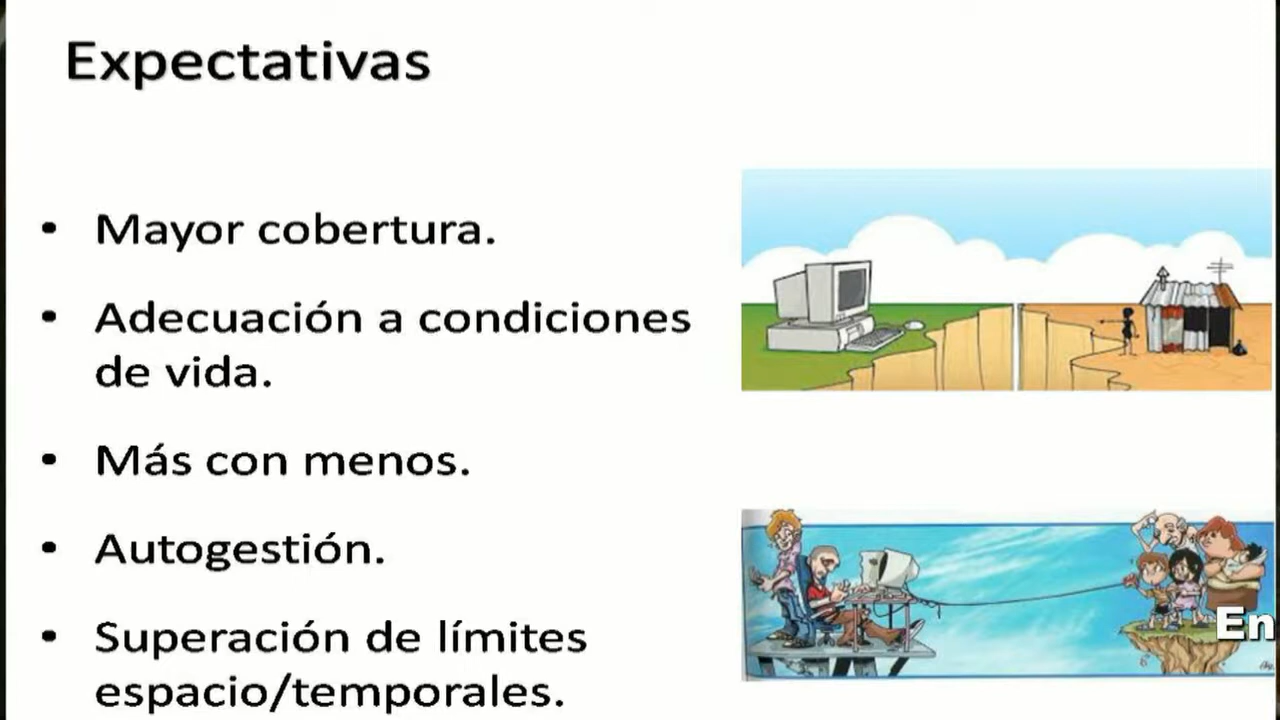 Expectativas
• Mayor cobertura.
• Adecuación a condiciones
de vida.
• Más con menos.
• Autogestión.
• Superación de límites
espacio/temporales.
En